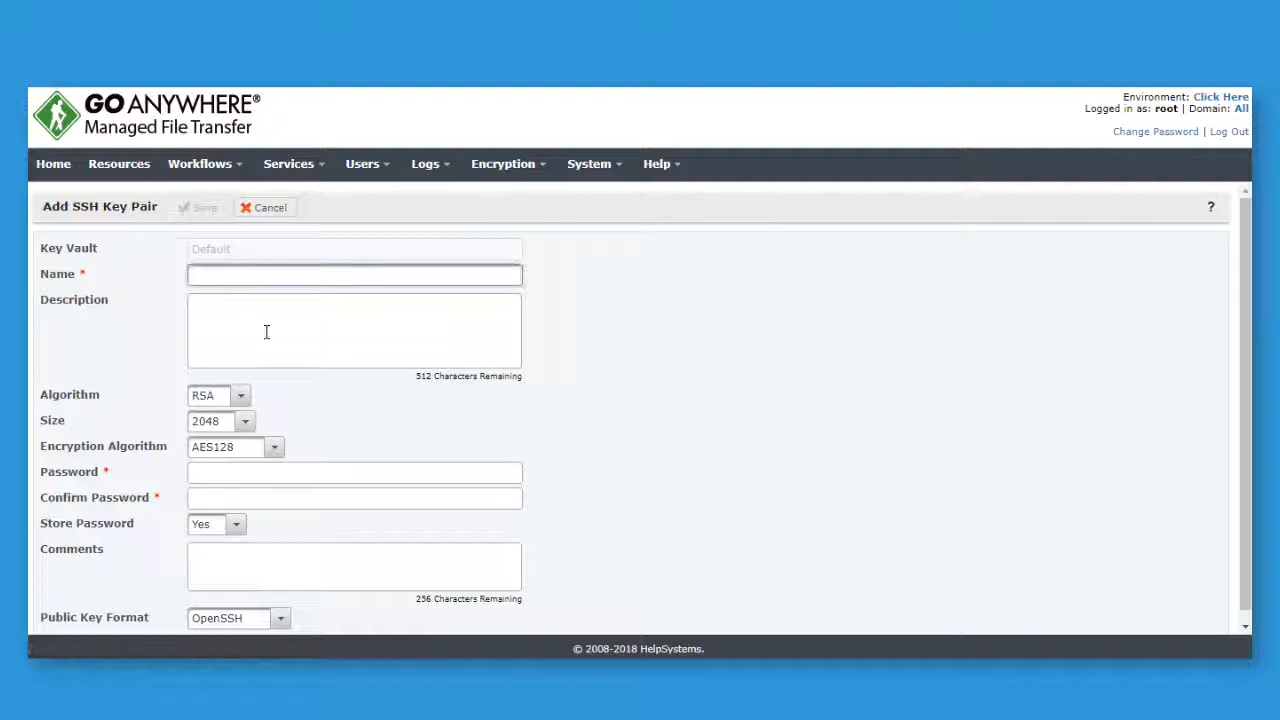 GO ANYWHERE®
Managed File Transfer
Environment: Click Here
Logged in as: root | Domain: All
Change Password | Log Out
Home Resources Workflows Services Users Logs Encryption System Help
Add SSH Key Pair Save Cancel ?
Key Vault Default
Name *
Description
512 Characters Remaining
Algorithm RSA
Size 2048
Encryption Algorithm AES128
Password *
Confirm Password *
Store Password Yes
Comments
256 Characters Remaining
Public Key Format OpenSSH
© 2008-2018 HelpSystems.